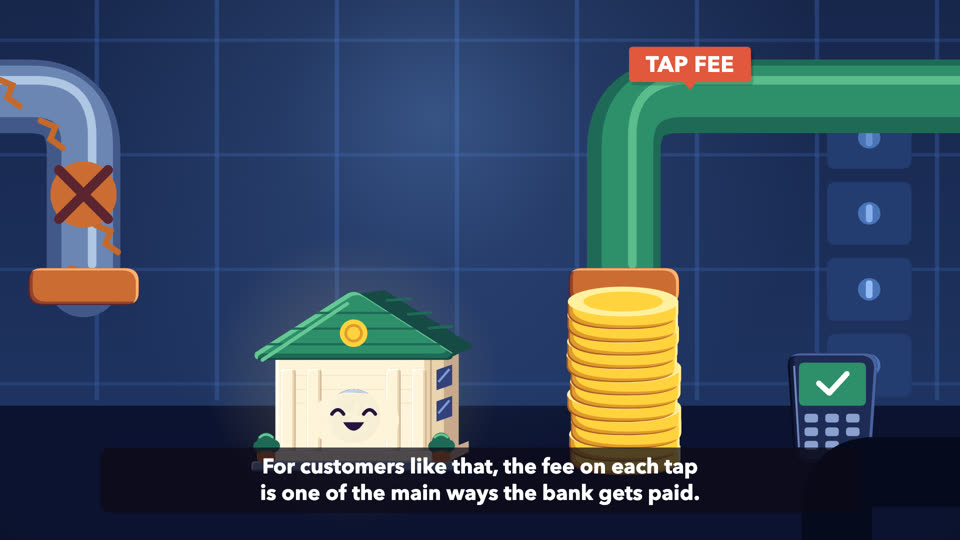 TAP FEE
For customers like that, the fee on each tap
is one of the main ways the bank gets paid.